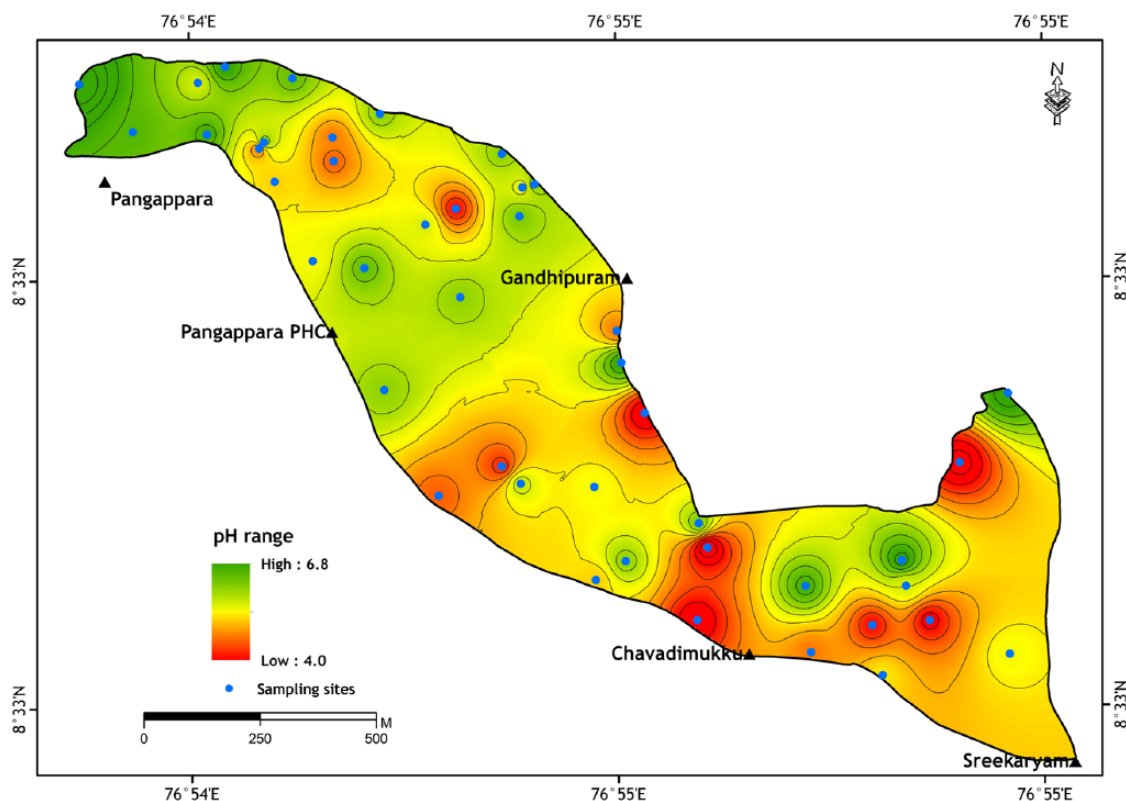 76°54'E 76°55'E 76°55'E
N
Pangappara
Gandhipuram
8°33'N 8°33'N
Pangappara PHC
pH range
High : 6.8
Low : 4.0
Chavadimukku
Sampling sites
8°33'N 8°33'N
M
0 250 500
Sreekaryam
76°54'E 76°55'E 76°55'E